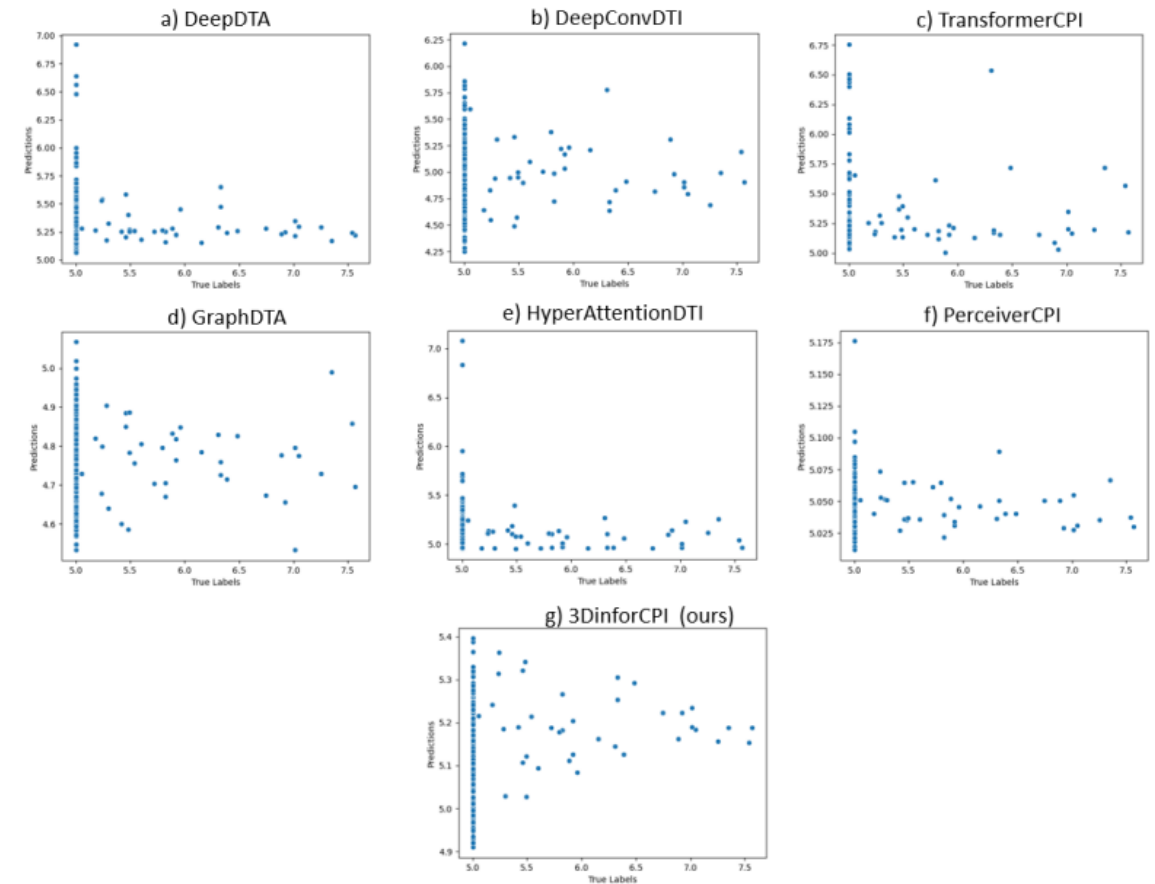 a) DeepDTA
b) DeepConvDTI
c) TransformerCPI
7.00
6.75
6.50
6.25
6.00
5.75
5.50
5.25
5.00
Predictions
5.0 5.5 6.0 6.5 7.0 7.5
True Labels
6.25
6.00
5.75
5.50
5.25
5.00
4.75
4.50
4.25
Predictions
5.0 5.5 6.0 6.5 7.0 7.5
True Labels
6.75
6.50
6.25
6.00
5.75
5.50
5.25
5.00
Predictions
5.0 5.5 6.0 6.5 7.0 7.5
True Labels
d) GraphDTA
e) HyperAttentionDTI
f) PerceiverCPI
5.0
4.9
4.8
4.7
4.6
Predictions
5.0 5.5 6.0 6.5 7.0 7.5
True Labels
7.0
6.5
6.0
5.5
5.0
Predictions
5.0 5.5 6.0 6.5 7.0 7.5
True Labels
5.175
5.150
5.125
5.100
5.075
5.050
5.025
Predictions
5.0 5.5 6.0 6.5 7.0 7.5
True Labels
g) 3DinforCPI (ours)
5.4
5.3
5.2
5.1
5.0
4.9
Predictions
5.0 5.5 6.0 6.5 7.0 7.5
True Labels